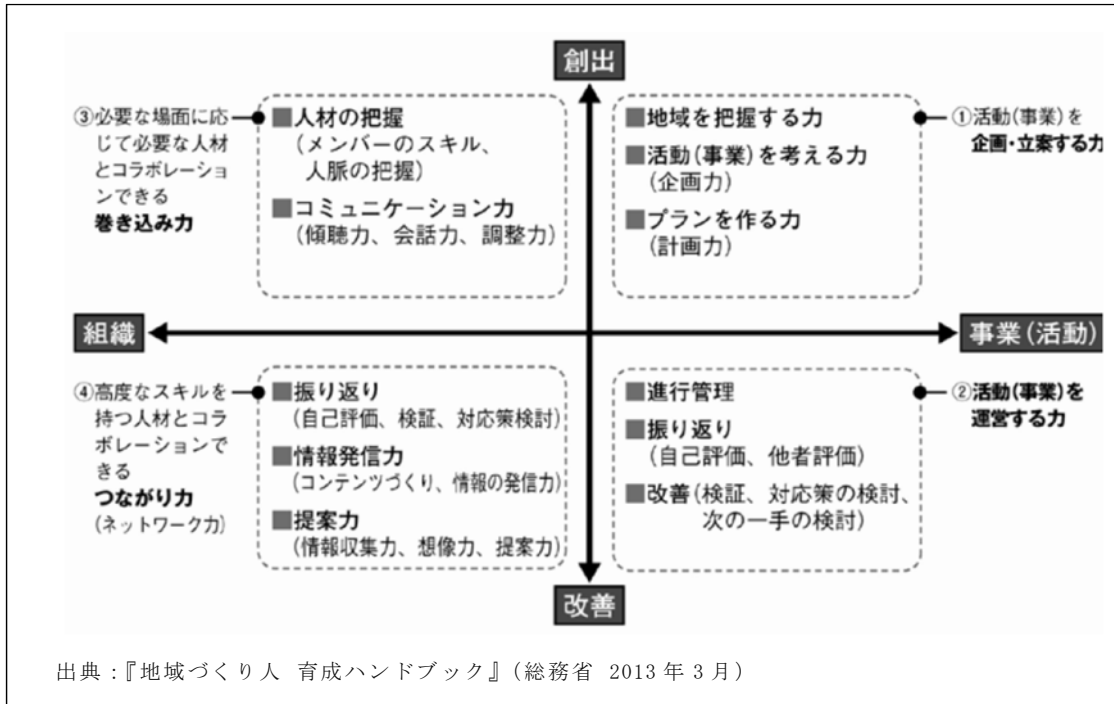 創出
③必要な場面に応
じて必要な人材
とコラボレーショ
ンできる
巻き込み力
■人材の把握
(メンバーのスキル、
人脈の把握)
■コミュニケーション力
(傾聴力、会話力、調整力)
■地域を把握する力
■活動(事業)を考える力
(企画力)
■プランを作る力
(計画力)
①活動(事業)を
企画・立案する力
組織
事業(活動)
④高度なスキルを
持つ人材とコラ
ボレーションで
きる
つながり力
(ネットワーク力)
■振り返り
(自己評価、検証、対応策検討)
■情報発信力
(コンテンツづくり、情報の発信力)
■提案力
(情報収集力、想像力、提案力)
■進行管理
■振り返り
(自己評価、他者評価)
■改善(検証、対応策の検討、
次の一手の検討)
②活動(事業)を
運営する力
改善
出典:『地域づくり人 育成ハンドブック』(総務省 2013年3月)